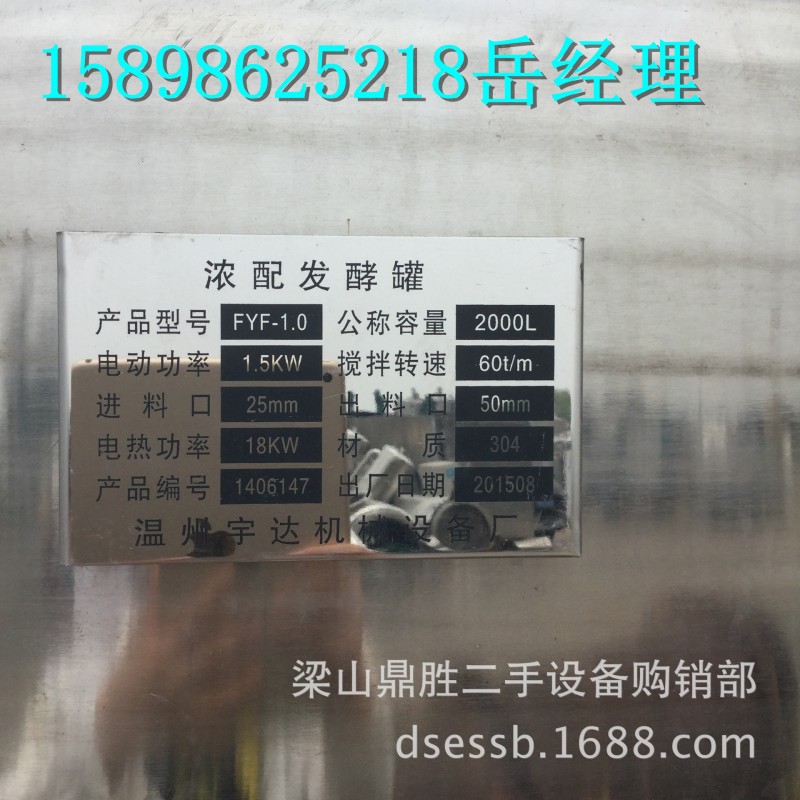 15898625218岳经理
浓配发酵罐
产品型号 FYF-1.0 公称容量 2000L
电动功率 1.5KW 搅拌转速 60t/m
进料口 25mm 出料口 50mm
电热功率 18KW 材质 304
产品编号 1406147 出厂日期 201508
温州宇达机械设备厂
梁山鼎胜二手设备购销部
dsessb.1688.com